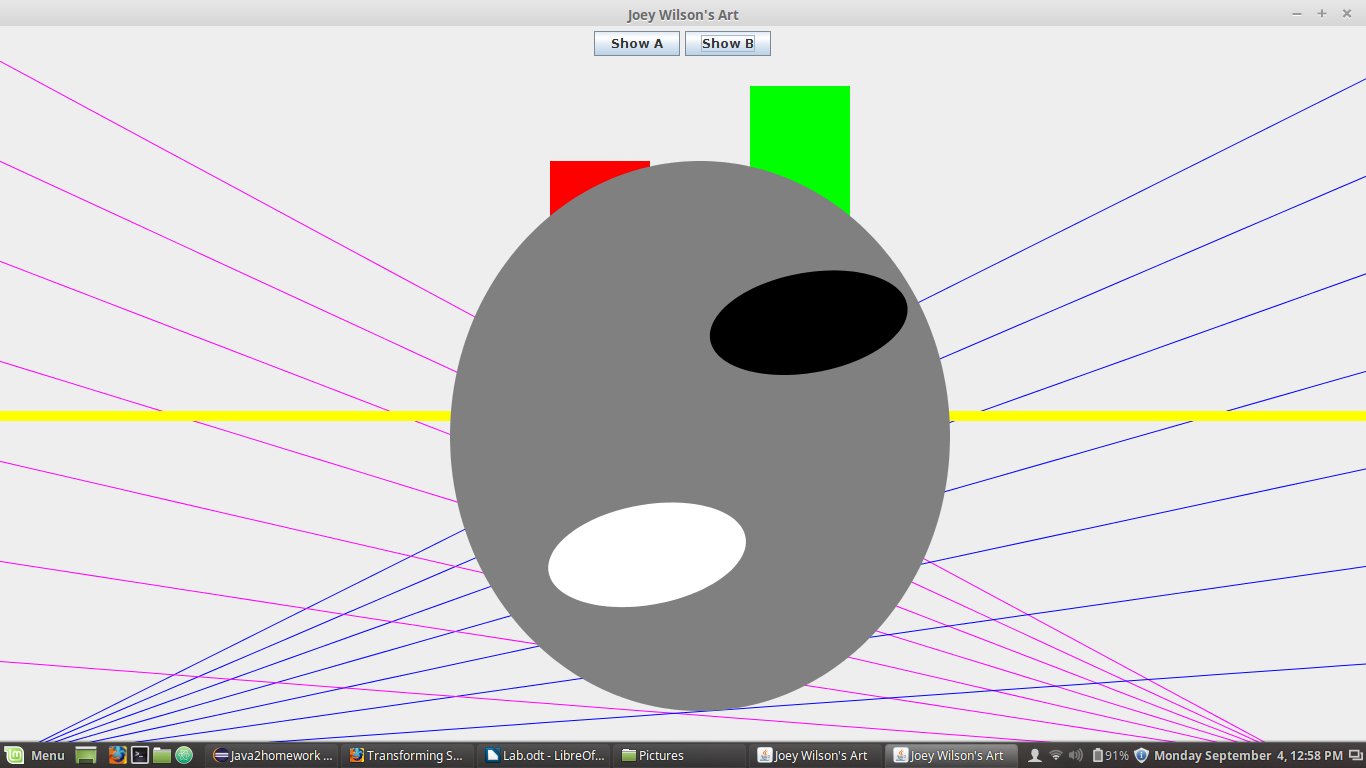 Joey Wilson's Art
Show A Show B
Menu Java2homework ... Transforming S... Lab.odt - LibreOf... Pictures Joey Wilson's Art Joey Wilson's Art 91% Monday September 4, 12:58 PM